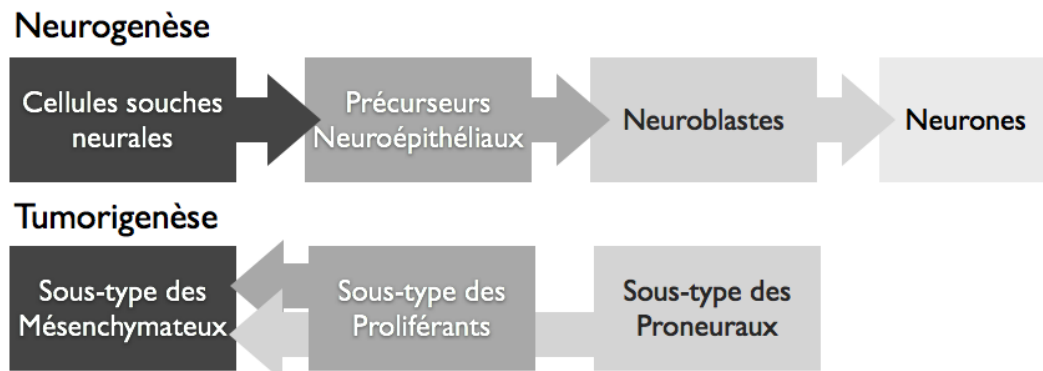 Neurogenèse
Cellules souches
neurales
Précurseurs
Neuroépithéliaux
Neuroblastes
Neurones
Tumorigenèse
Sous-type des
Mésenchymateux
Sous-type des
Proliférants
Sous-type des
Proneuraux